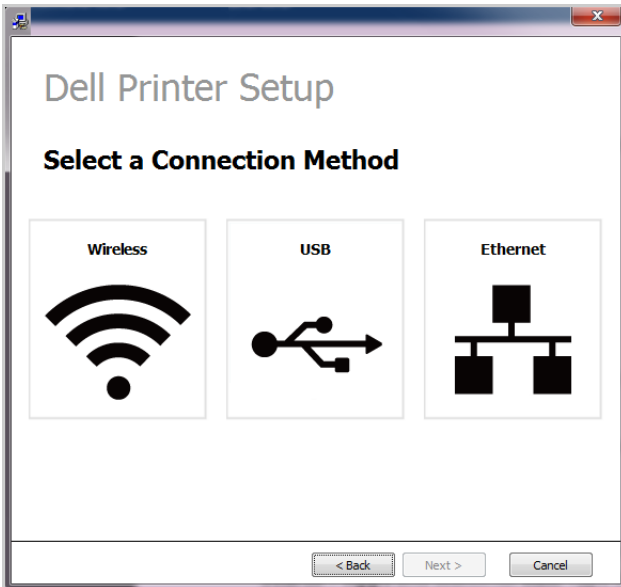 x
Dell Printer Setup
Select a Connection Method
Wireless USB Ethernet
< Back Next > Cancel